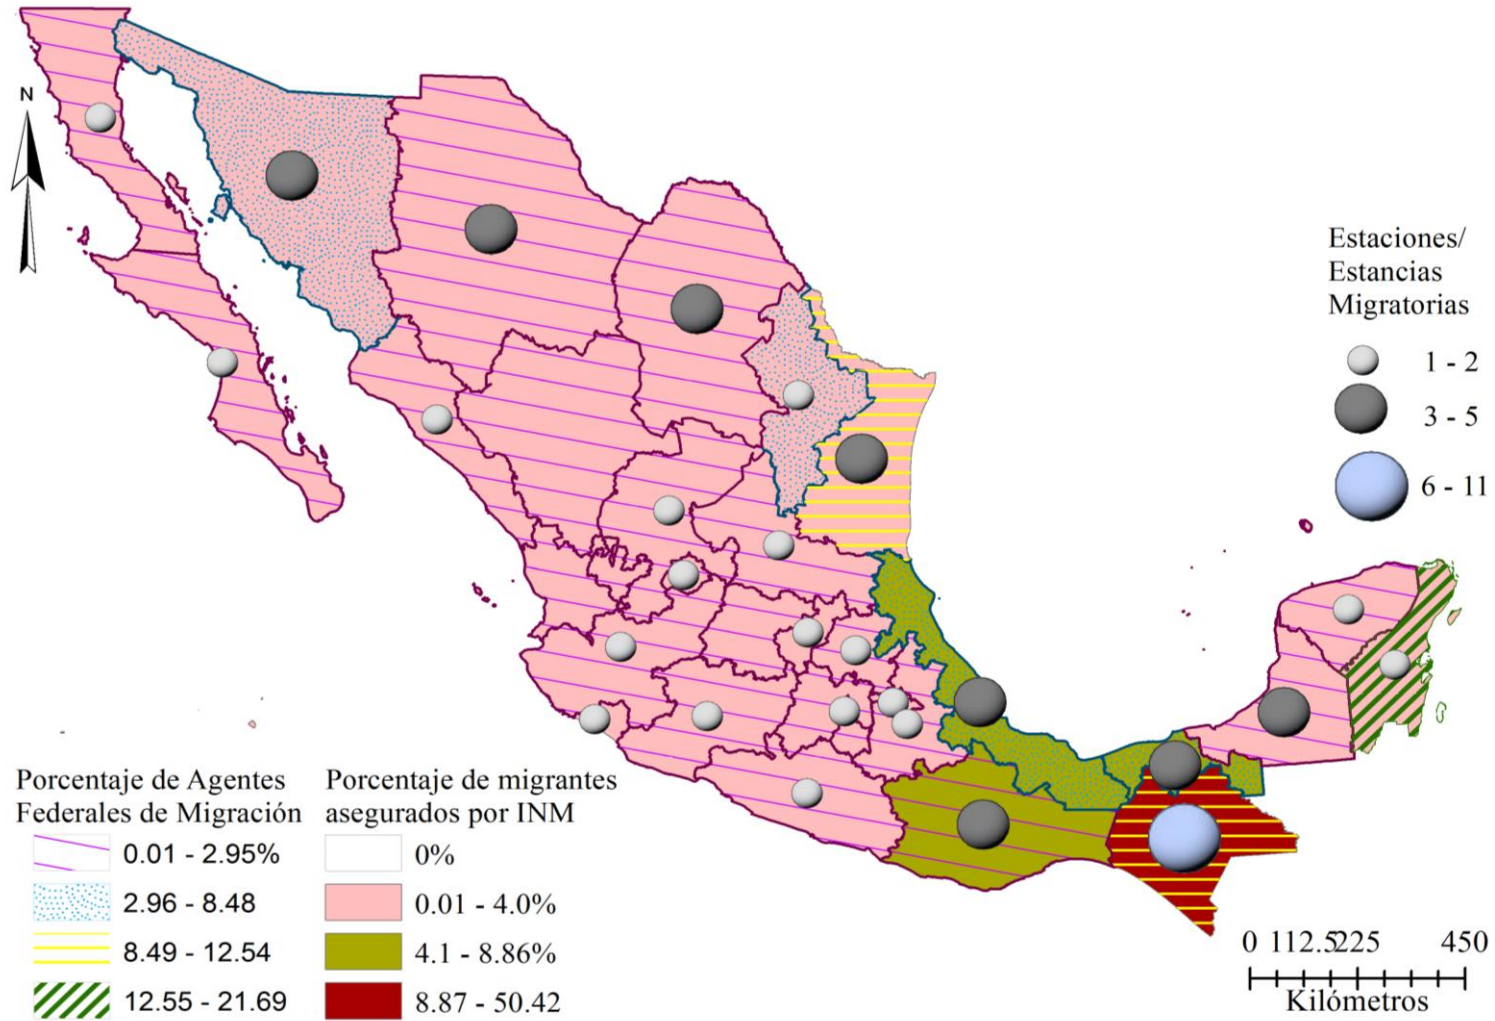 N
Estaciones/
Estancias
Migratorias
1 - 2
3 - 5
6 - 11
Porcentaje de Agentes
Federales de Migración
0.01 - 2.95%
2.96 - 8.48
8.49 - 12.54
12.55 - 21.69
Porcentaje de migrantes
asegurados por INM
0%
0.01 - 4.0%
4.1 - 8.86%
8.87 - 50.42
0 112.5 225 450
Kilómetros